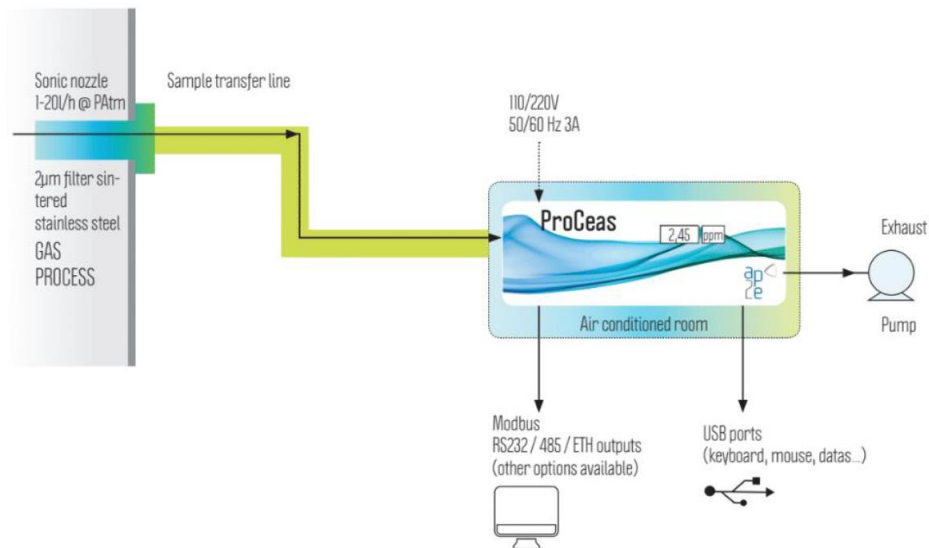 Sonic nozzle
1-20l/h @ PAtm
Sample transfer line
2µm filter sin-
tered
stainless steel
GAS
PROCESS
110/220V
50/60 Hz 3A
ProCeas
2,45 ppm
ap2e
Air conditioned room
Exhaust
Pump
Modbus
RS232 / 485 / ETH outputs
(other options available)
USB ports
(keyboard, mouse, datas...)